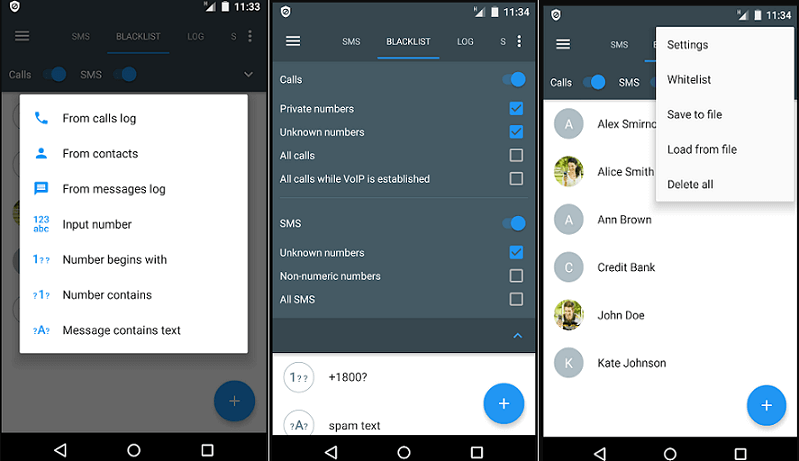 11:33
SMS
BLACKLIST
LOG
S
Calls
SMS
From calls log
From contacts
From messages log
123
abc
Input number
1??
Number begins with
?1?
Number contains
?A?
Message contains text
+
11:34
SMS
BLACKLIST
LOG
S
Calls
Private numbers
Unknown numbers
All calls
All calls while VoIP is established
SMS
Unknown numbers
Non-numeric numbers
All SMS
1??
+1800?
?A?
spam text
+
11:34
SMS
Calls
SMS
Settings
Whitelist
Save to file
Load from file
Delete all
A
Alex Smirno
Alice Smith
A
Ann Brown
C
Credit Bank
John Doe
K
Kate Johnson
+